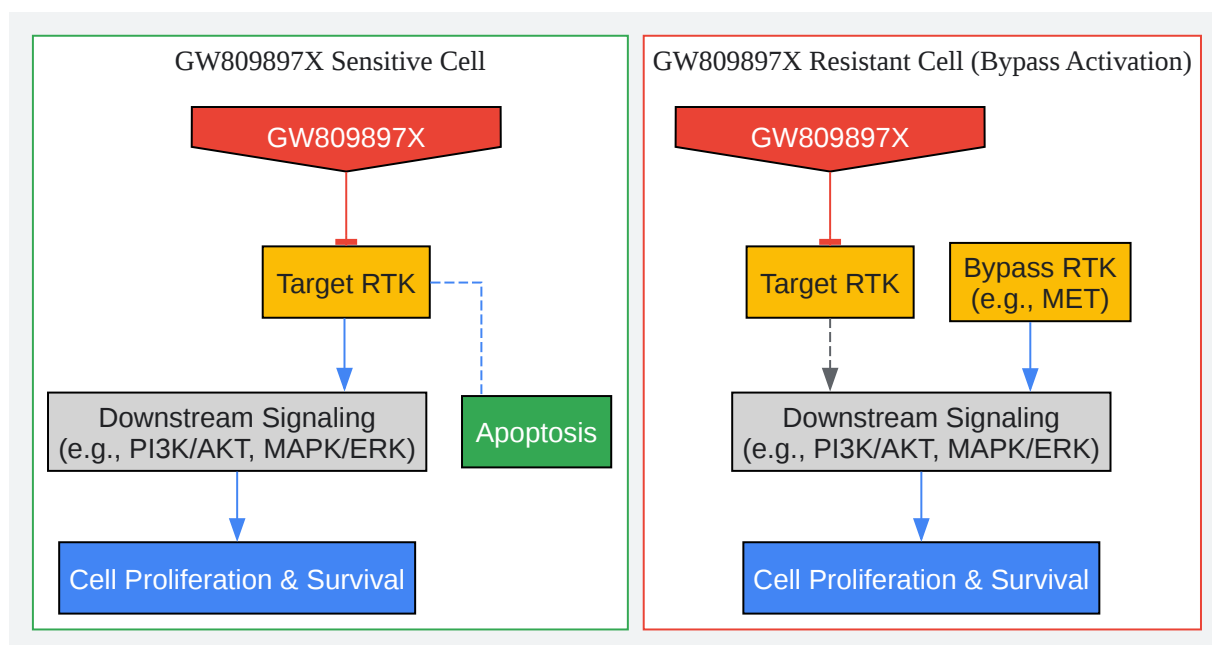 GW809897X Sensitive Cell
GW809897X
Target RTK
Downstream Signaling
(e.g., PI3K/AKT, MAPK/ERK)
Apoptosis
Cell Proliferation & Survival
GW809897X Resistant Cell (Bypass Activation)
GW809897X
Target RTK
Bypass RTK
(e.g., MET)
Downstream Signaling
(e.g., PI3K/AKT, MAPK/ERK)
Cell Proliferation & Survival